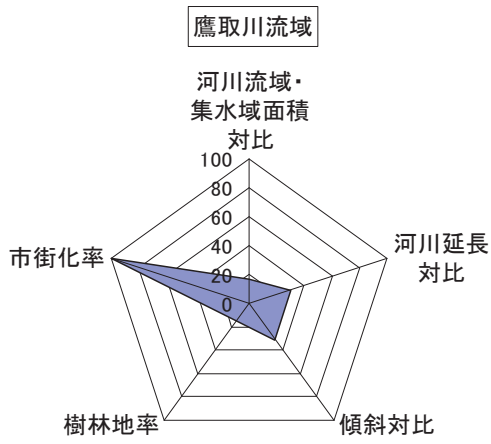 鷹取川流域
河川流域・
集水域面積
対比
100
80
60
40
20
0
河川延長
対比
市街化率
樹林地率
傾斜対比